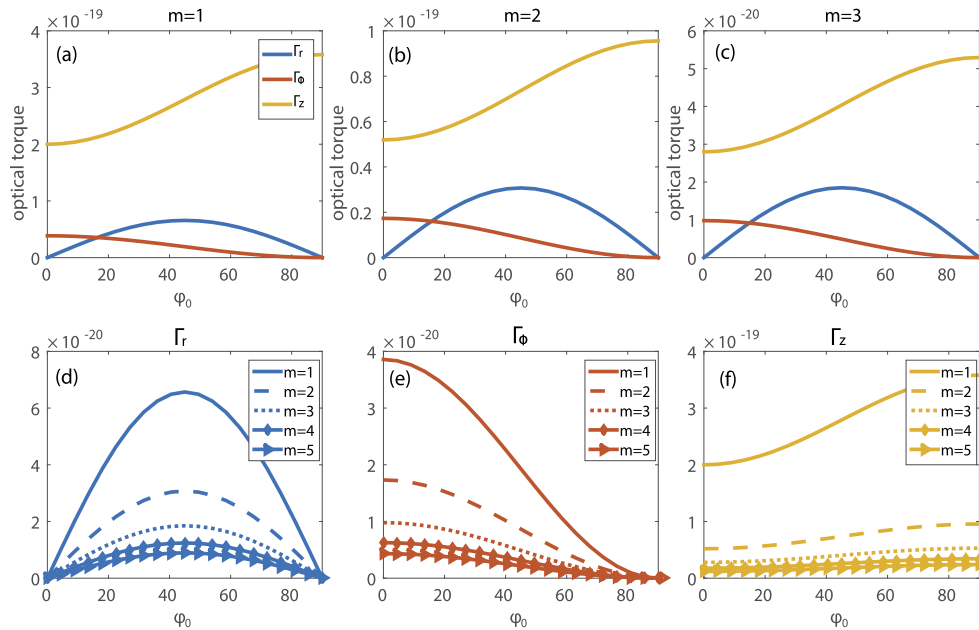 m=1
m=2
m=3
× 10 -19
× 10 -19
× 10 -20
(a)
(b)
(c)
Γr
Γϕ
Γz
optical torque
optical torque
optical torque
4
3
2
1
0
1
0.8
0.6
0.4
0.2
0
6
5
4
3
2
1
0
0 20 40 60 80
0 20 40 60 80
0 20 40 60 80
φ0
φ0
φ0
Γr
Γϕ
Γz
× 10 -20
× 10 -20
× 10 -19
(d)
(e)
(f)
m=1
m=2
m=3
m=4
m=5
m=1
m=2
m=3
m=4
m=5
m=1
m=2
m=3
m=4
m=5
8
6
4
2
0
4
3
2
1
0
4
3
2
1
0
0 20 40 60 80
0 20 40 60 80
0 20 40 60 80
φ0
φ0
φ0